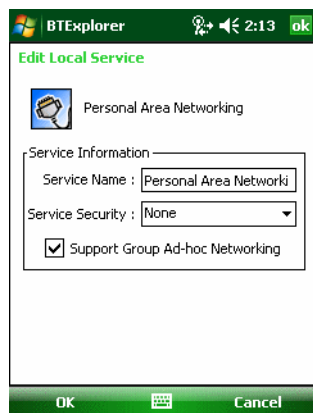 BTExplorer 2:13 ok
Edit Local Service
Personal Area Networking
Service Information
Service Name : Personal Area Networki
Service Security : None
Support Group Ad-hoc Networking
OK Cancel